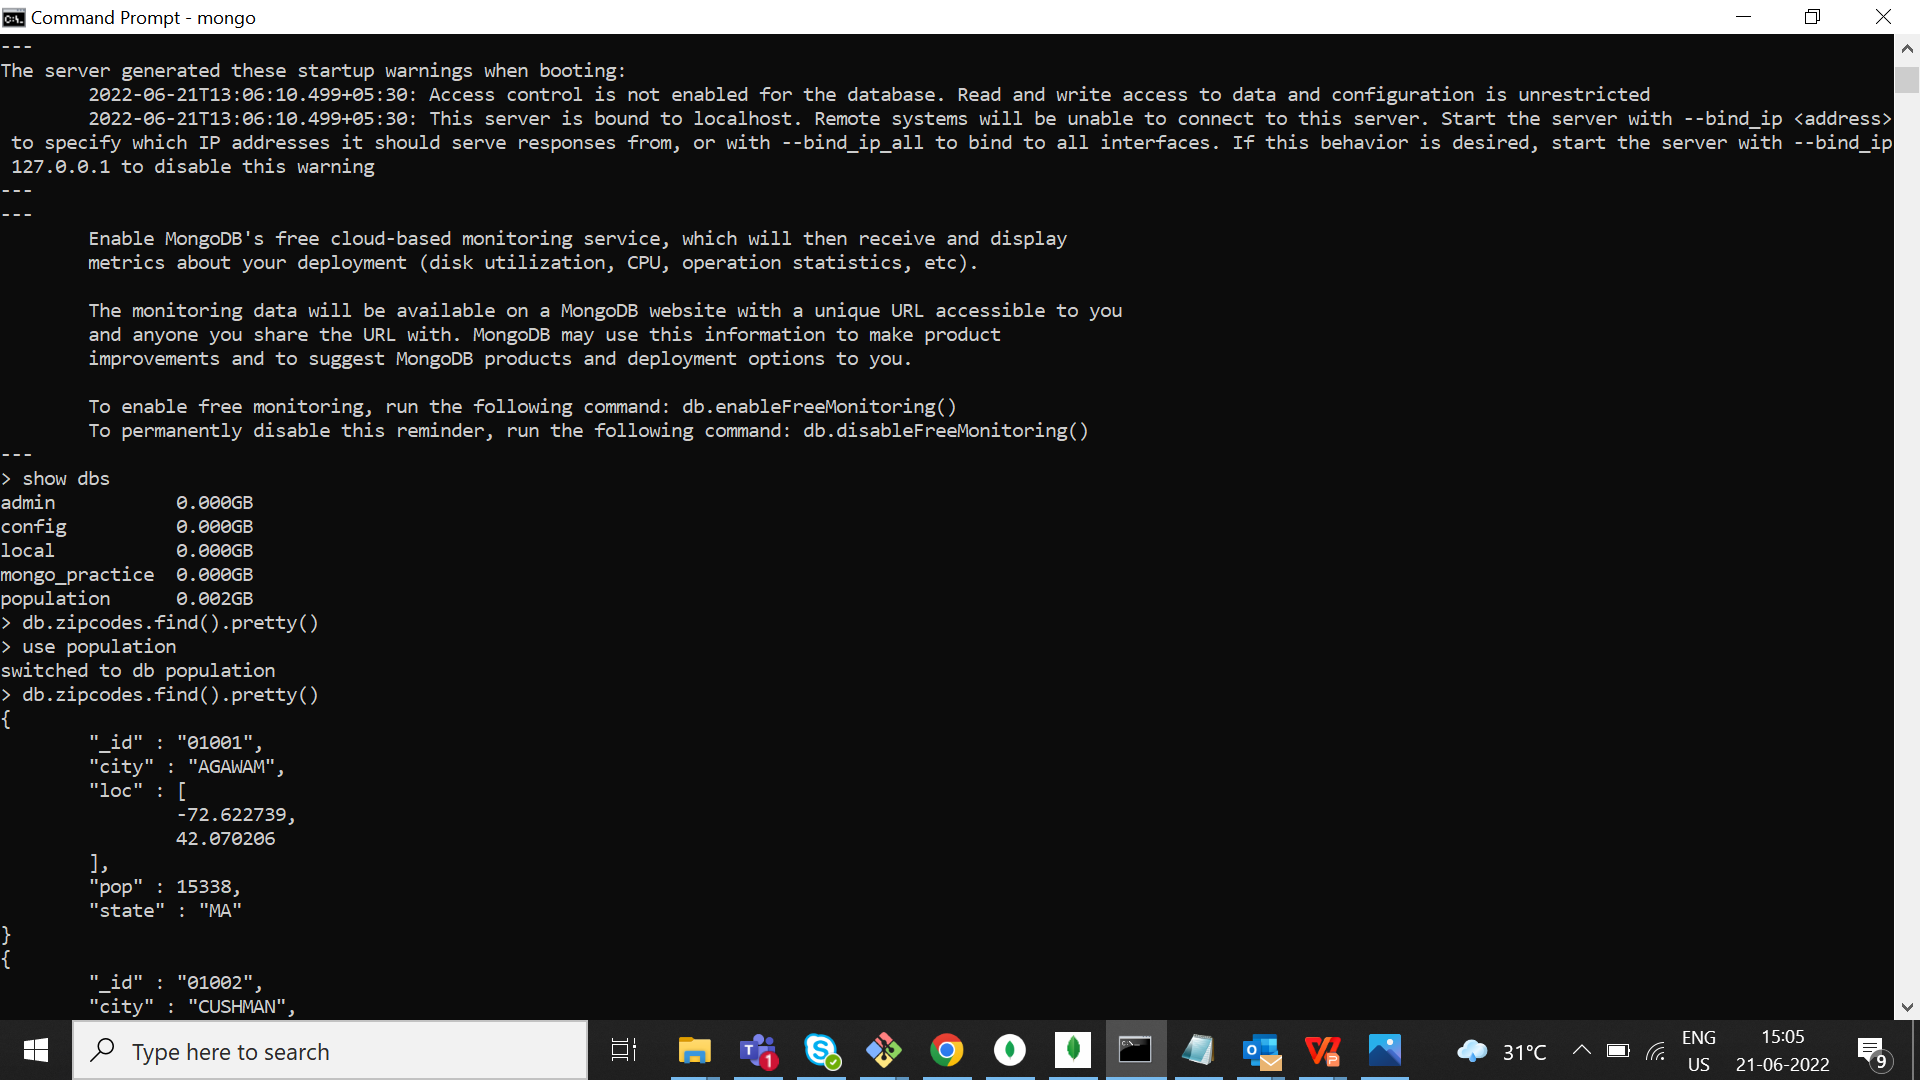 Command Prompt - mongo
---
The server generated these startup warnings when booting:
        2022-06-21T13:06:10.499+05:30: Access control is not enabled for the database. Read and write access to data and configuration is unrestricted
        2022-06-21T13:06:10.499+05:30: This server is bound to localhost. Remote systems will be unable to connect to this server. Start the server with --bind_ip <address>
 to specify which IP addresses it should serve responses from, or with --bind_ip_all to bind to all interfaces. If this behavior is desired, start the server with --bind_ip
 127.0.0.1 to disable this warning
---
---
        Enable MongoDB's free cloud-based monitoring service, which will then receive and display
        metrics about your deployment (disk utilization, CPU, operation statistics, etc).

        The monitoring data will be available on a MongoDB website with a unique URL accessible to you
        and anyone you share the URL with. MongoDB may use this information to make product
        improvements and to suggest MongoDB products and deployment options to you.

        To enable free monitoring, run the following command: db.enableFreeMonitoring()
        To permanently disable this reminder, run the following command: db.disableFreeMonitoring()
---
> show dbs
admin           0.000GB
config          0.000GB
local           0.000GB
mongo_practice  0.000GB
population      0.002GB
> db.zipcodes.find().pretty()
> use population
switched to db population
> db.zipcodes.find().pretty()
{
        "_id" : "01001",
        "city" : "AGAWAM",
        "loc" : [
                -72.622739,
                42.070206
        ],
        "pop" : 15338,
        "state" : "MA"
}
{
        "_id" : "01002",
        "city" : "CUSHMAN",
Type here to search
31°C
ENG
US
15:05
21-06-2022
9